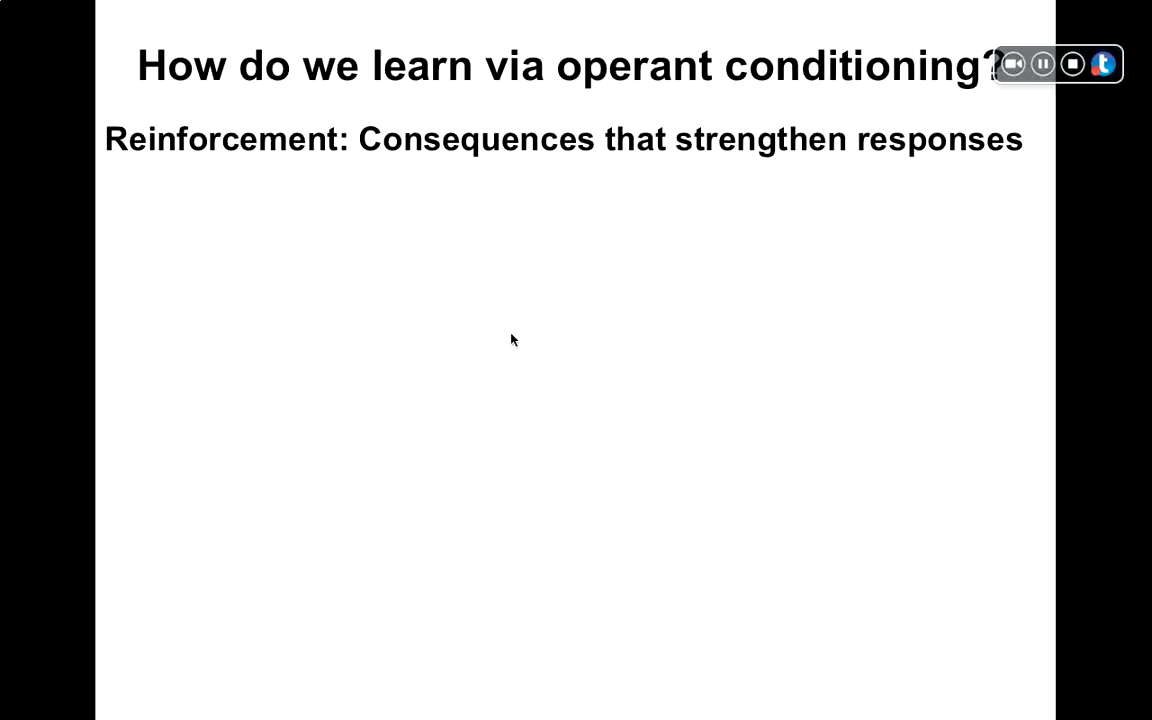 How do we learn via operant conditioning?
Reinforcement: Consequences that strengthen responses